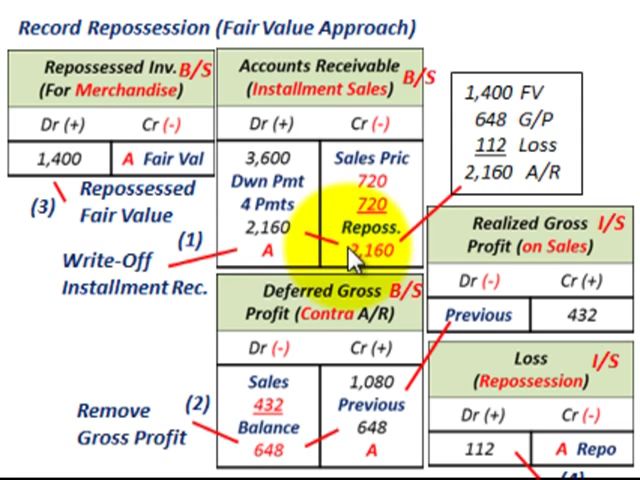 Record Repossession (Fair Value Approach)
Repossessed Inv. B/S
(For Merchandise)
Dr (+) Cr (-)
1,400 A Fair Val
(3) Repossessed
Fair Value
(1)
Write-Off
Installment Rec.
Accounts Receivable
(Installment Sales) B/S
Dr (+) Cr (-)
3,600 Sales Pric
Dwn Pmt 720
4 Pmts 720
2,160 Reposs.
A 2,160
1,400 FV
648 G/P
112 Loss
2,160 A/R
Realized Gross I/S
Profit (on Sales)
Dr (-) Cr (+)
Previous 432
Deferred Gross B/S
Profit (Contra A/R)
Dr (-) Cr (+)
Sales 1,080
432 Previous
Balance 648
648 A
Remove (2)
Gross Profit
Loss I/S
(Repossession)
Dr (+) Cr (-)
112 A Repo